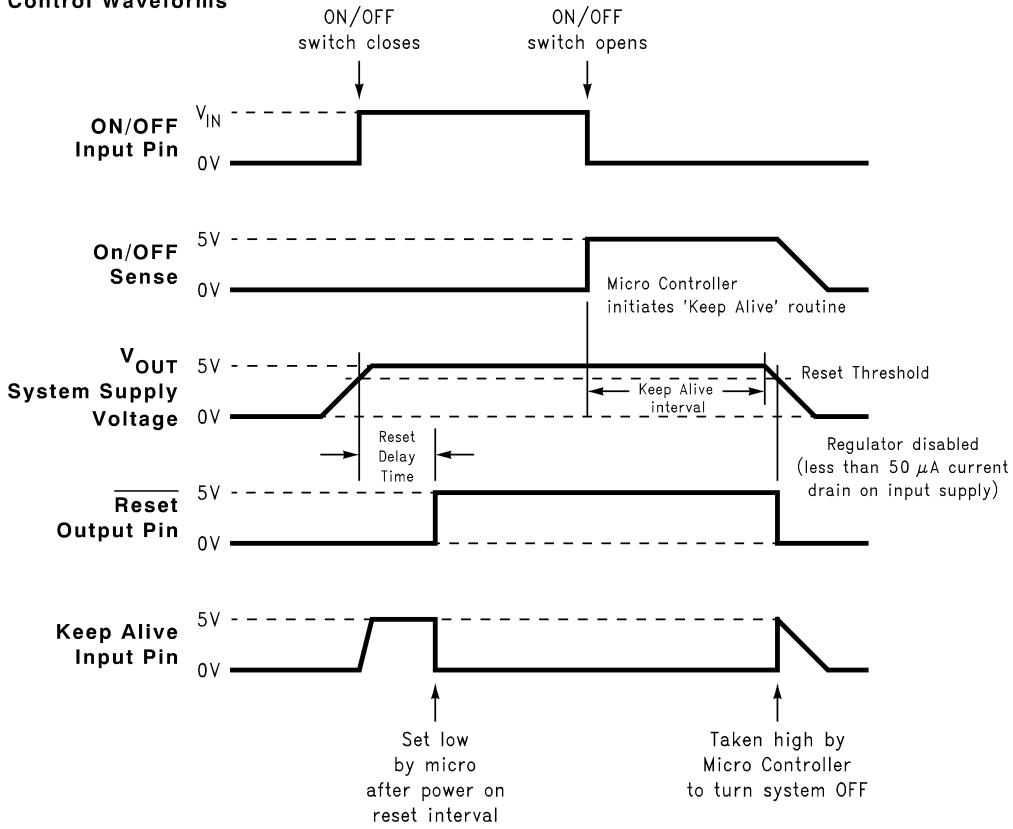 Control Waveforms
ON/OFF
switch closes
ON/OFF
switch opens
ON/OFF
Input Pin
VIN
0V
On/OFF
Sense
5V
0V
Micro Controller
initiates 'Keep Alive' routine
VOUT
System Supply
Voltage
5V
0V
Reset Threshold
Keep Alive
interval
Reset
Delay
Time
Regulator disabled
(less than 50 μA current
drain on input supply)
Reset
Output Pin
5V
0V
Keep Alive
Input Pin
5V
0V
Set low
by micro
after power on
reset interval
Taken high by
Micro Controller
to turn system OFF